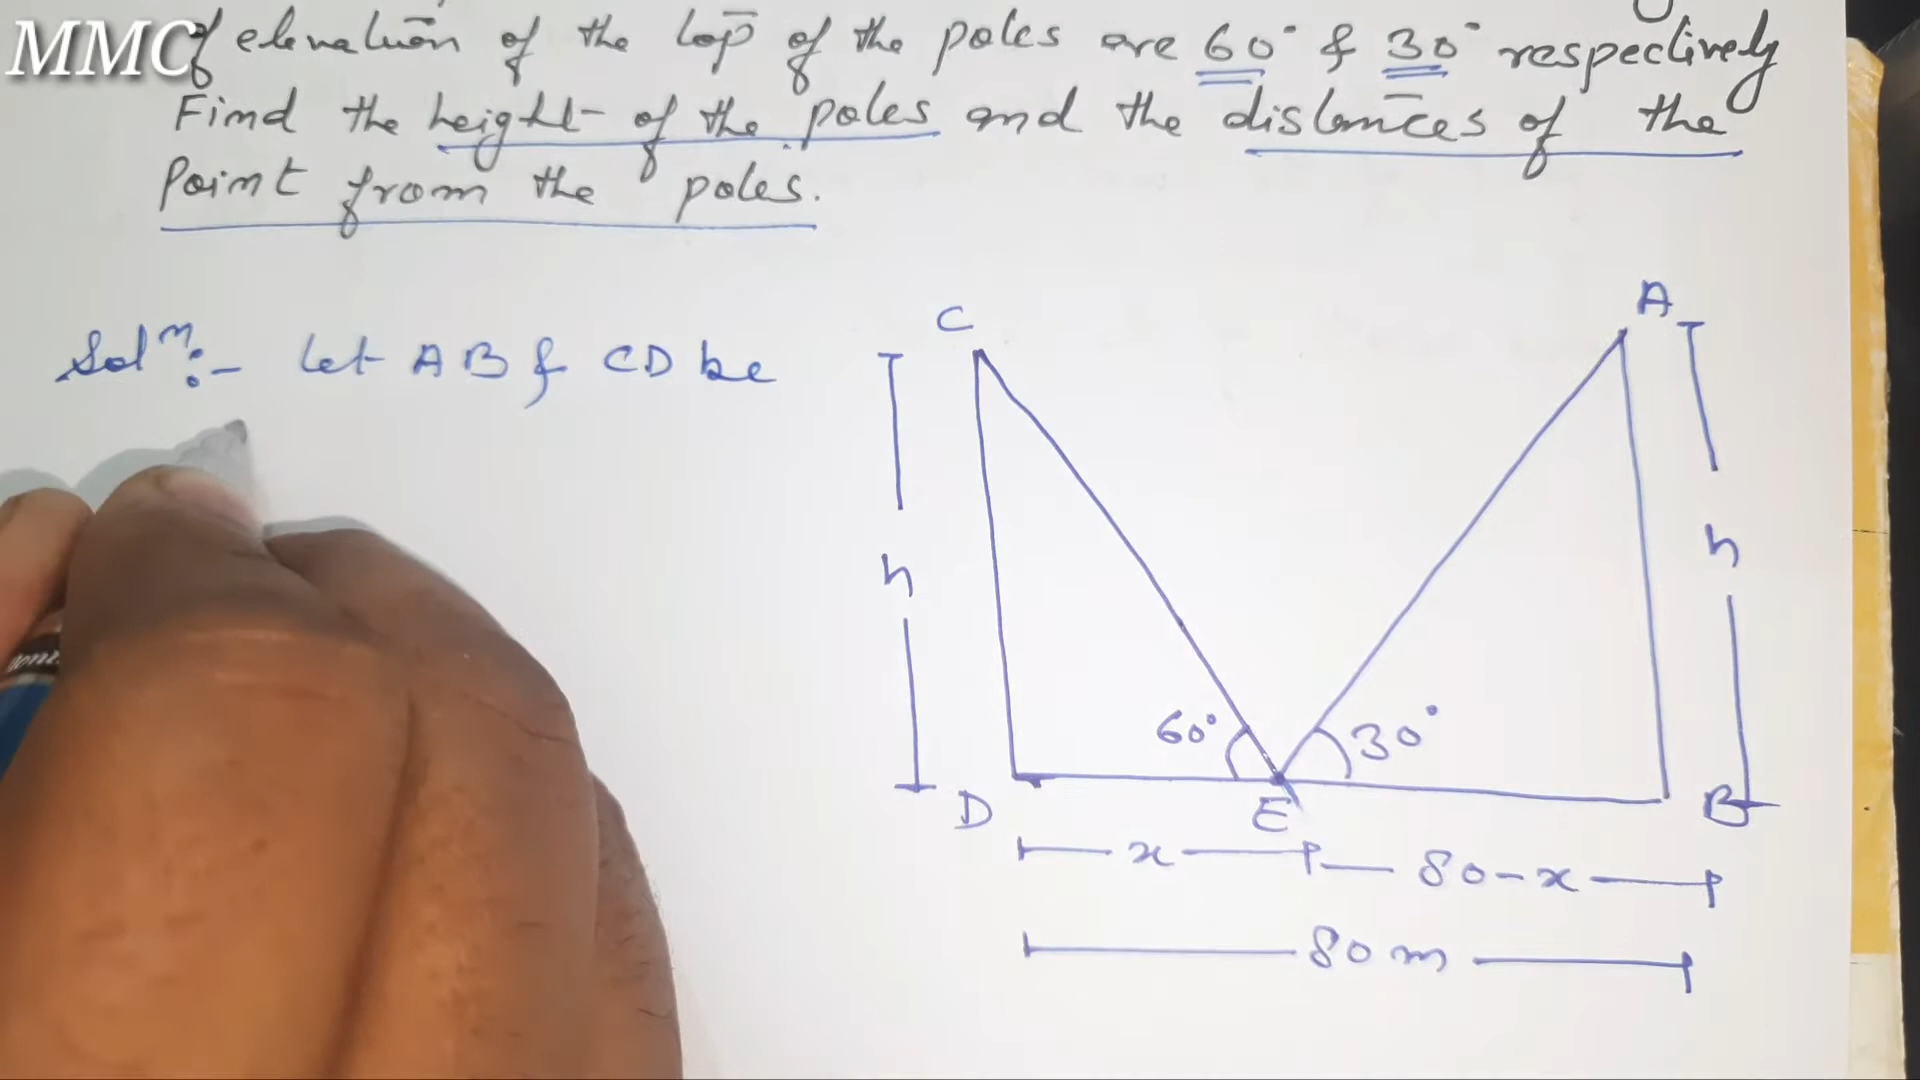 MMC
of elevation of the top of the poles are 60° & 30° respectively
Find the height of the poles and the distances of the
Point from the poles.
Solⁿ:- Let AB & CD be
C
A
h
h
60°
30°
D
E
B
x
80-x
80 m